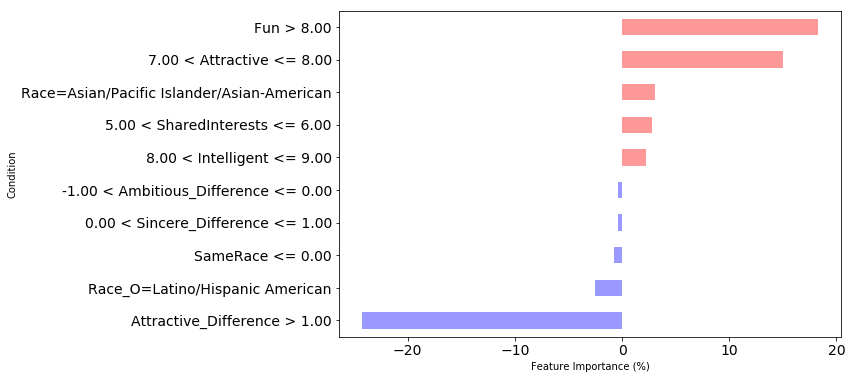 Fun > 8.00
7.00 < Attractive <= 8.00
Race=Asian/Pacific Islander/Asian-American
5.00 < SharedInterests <= 6.00
8.00 < Intelligent <= 9.00
-1.00 < Ambitious_Difference <= 0.00
0.00 < Sincere_Difference <= 1.00
SameRace <= 0.00
Race_O=Latino/Hispanic American
Attractive_Difference > 1.00
Condition
−20 −10 0 10 20
Feature Importance (%)